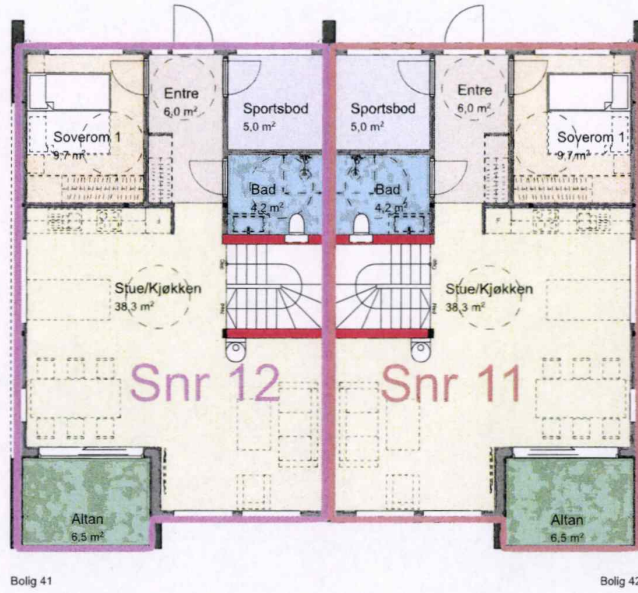 Entre
6,0 m²
Sportsbod
5,0 m²
Soverom 1
9,7 m²
Bad
4,2 m²
Stue/Kjøkken
38,3 m²
Snr 12
Altan
6,5 m²
Bolig 41
Sportsbod
5,0 m²
Entre
6,0 m²
Soverom 1
9,7 m²
Bad
4,2 m²
Stue/Kjøkken
38,3 m²
Snr 11
Altan
6,5 m²
Bolig 42